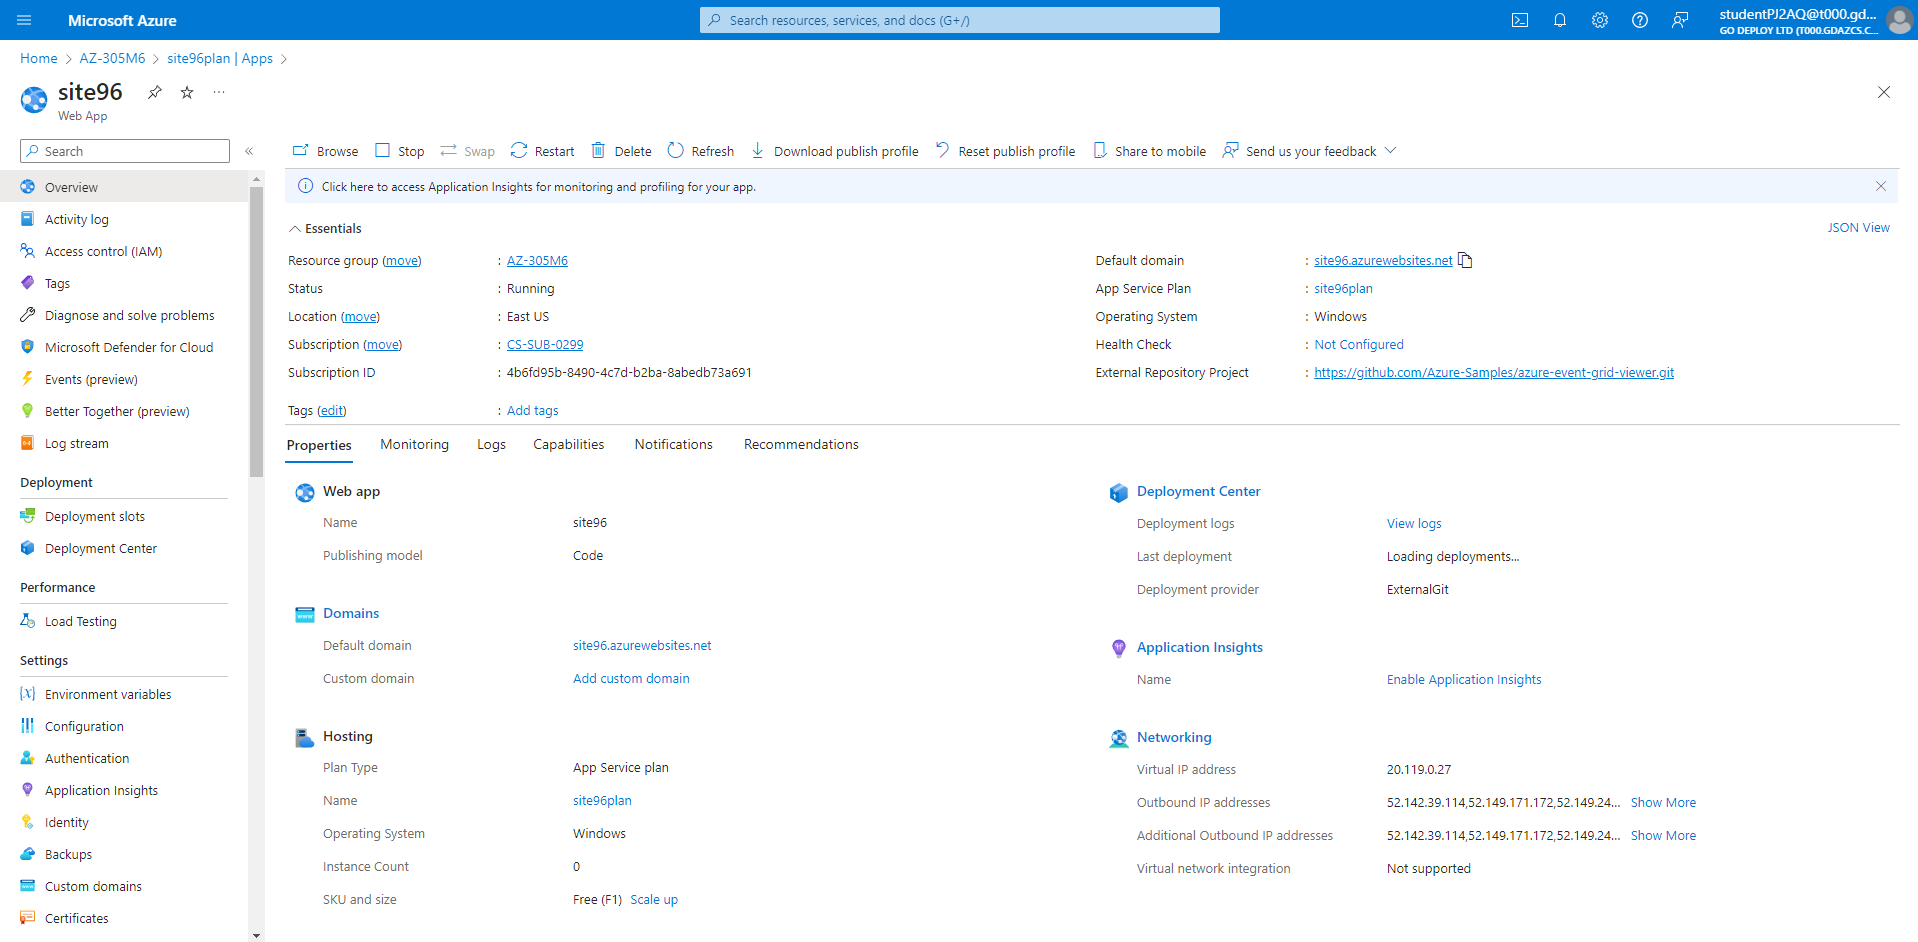 Microsoft Azure
Search resources, services, and docs (G+/)
studentPJ2AQ@t000.gd...
GO DEPLOY LTD (T000.GDAZCS.C...
Home > AZ-305M6 > site96plan | Apps >
site96
Web App
Search
Browse Stop Swap Restart Delete Refresh Download publish profile Reset publish profile Share to mobile Send us your feedback
Click here to access Application Insights for monitoring and profiling for your app.
Overview
Activity log
Access control (IAM)
Tags
Diagnose and solve problems
Microsoft Defender for Cloud
Events (preview)
Better Together (preview)
Log stream
Deployment
Deployment slots
Deployment Center
Performance
Load Testing
Settings
Environment variables
Configuration
Authentication
Application Insights
Identity
Backups
Custom domains
Certificates
Essentials
JSON View
Resource group (move) : AZ-305M6
Status : Running
Location (move) : East US
Subscription (move) : CS-SUB-0299
Subscription ID : 4b6fd95b-8490-4c7d-b2ba-8abedb73a691
Tags (edit) : Add tags
Default domain : site96.azurewebsites.net
App Service Plan : site96plan
Operating System : Windows
Health Check : Not Configured
External Repository Project : https://github.com/Azure-Samples/azure-event-grid-viewer.git
Properties Monitoring Logs Capabilities Notifications Recommendations
Web app
Name site96
Publishing model Code
Domains
Default domain site96.azurewebsites.net
Custom domain Add custom domain
Hosting
Plan Type App Service plan
Name site96plan
Operating System Windows
Instance Count 0
SKU and size Free (F1) Scale up
Deployment Center
Deployment logs View logs
Last deployment Loading deployments...
Deployment provider ExternalGit
Application Insights
Name Enable Application Insights
Networking
Virtual IP address 20.119.0.27
Outbound IP addresses 52.142.39.114,52.149.171.172,52.149.24... Show More
Additional Outbound IP addresses 52.142.39.114,52.149.171.172,52.149.24... Show More
Virtual network integration Not supported